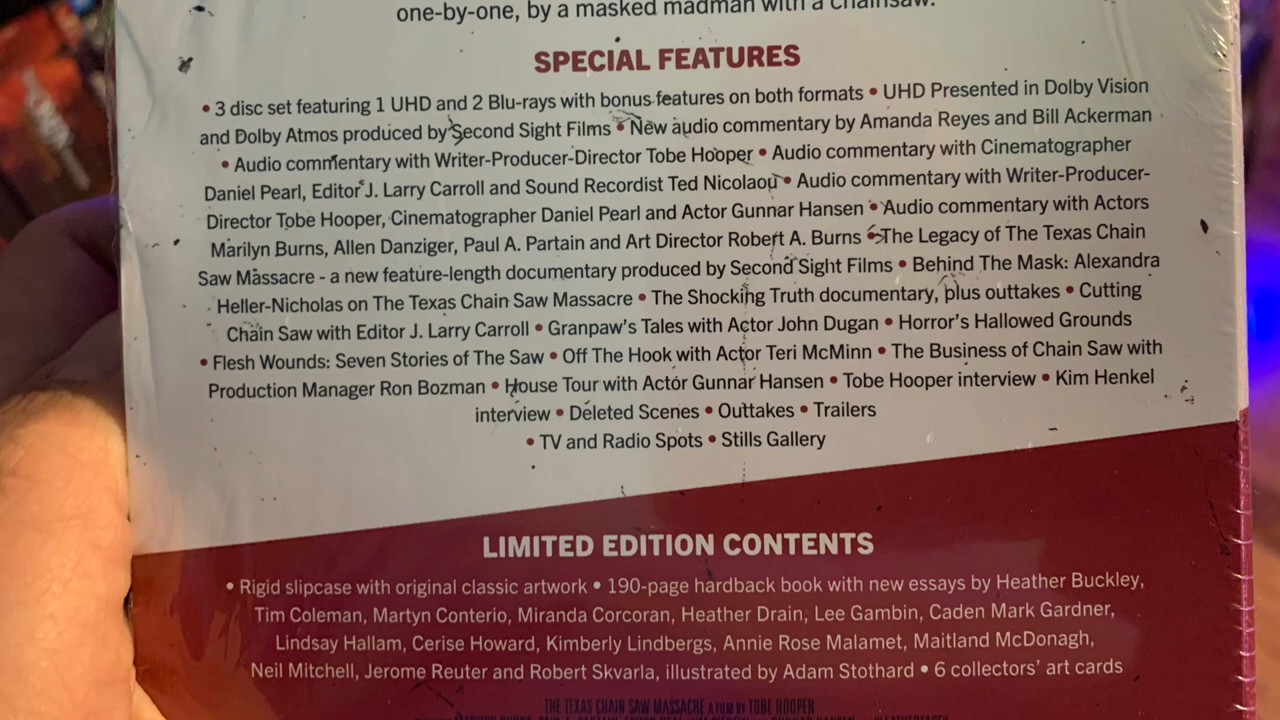 one-by-one, by a masked madman with a chainsaw.
SPECIAL FEATURES
• 3 disc set featuring 1 UHD and 2 Blu-rays with bonus features on both formats • UHD Presented in Dolby Vision
and Dolby Atmos produced by Second Sight Films • New audio commentary by Amanda Reyes and Bill Ackerman
• Audio commentary with Writer-Producer-Director Tobe Hooper • Audio commentary with Cinematographer
Daniel Pearl, Editor J. Larry Carroll and Sound Recordist Ted Nicolaou • Audio commentary with Writer-Producer-
Director Tobe Hooper, Cinematographer Daniel Pearl and Actor Gunnar Hansen • Audio commentary with Actors
Marilyn Burns, Allen Danziger, Paul A. Partain and Art Director Robert A. Burns • The Legacy of The Texas Chain
Saw Massacre - a new feature-length documentary produced by Second Sight Films • Behind The Mask: Alexandra
Heller-Nicholas on The Texas Chain Saw Massacre • The Shocking Truth documentary, plus outtakes • Cutting
Chain Saw with Editor J. Larry Carroll • Granpaw's Tales with Actor John Dugan • Horror's Hallowed Grounds
• Flesh Wounds: Seven Stories of The Saw • Off The Hook with Actor Teri McMinn • The Business of Chain Saw with
Production Manager Ron Bozman • House Tour with Actor Gunnar Hansen • Tobe Hooper interview • Kim Henkel
interview • Deleted Scenes • Outtakes • Trailers
• TV and Radio Spots • Stills Gallery
LIMITED EDITION CONTENTS
• Rigid slipcase with original classic artwork • 190-page hardback book with new essays by Heather Buckley,
Tim Coleman, Martyn Conterio, Miranda Corcoran, Heather Drain, Lee Gambin, Caden Mark Gardner,
Lindsay Hallam, Cerise Howard, Kimberly Lindbergs, Annie Rose Malamet, Maitland McDonagh,
Neil Mitchell, Jerome Reuter and Robert Skvarla, illustrated by Adam Stothard • 6 collectors' art cards
THE TEXAS CHAIN SAW MASSACRE A FILM BY TOBE HOOPER